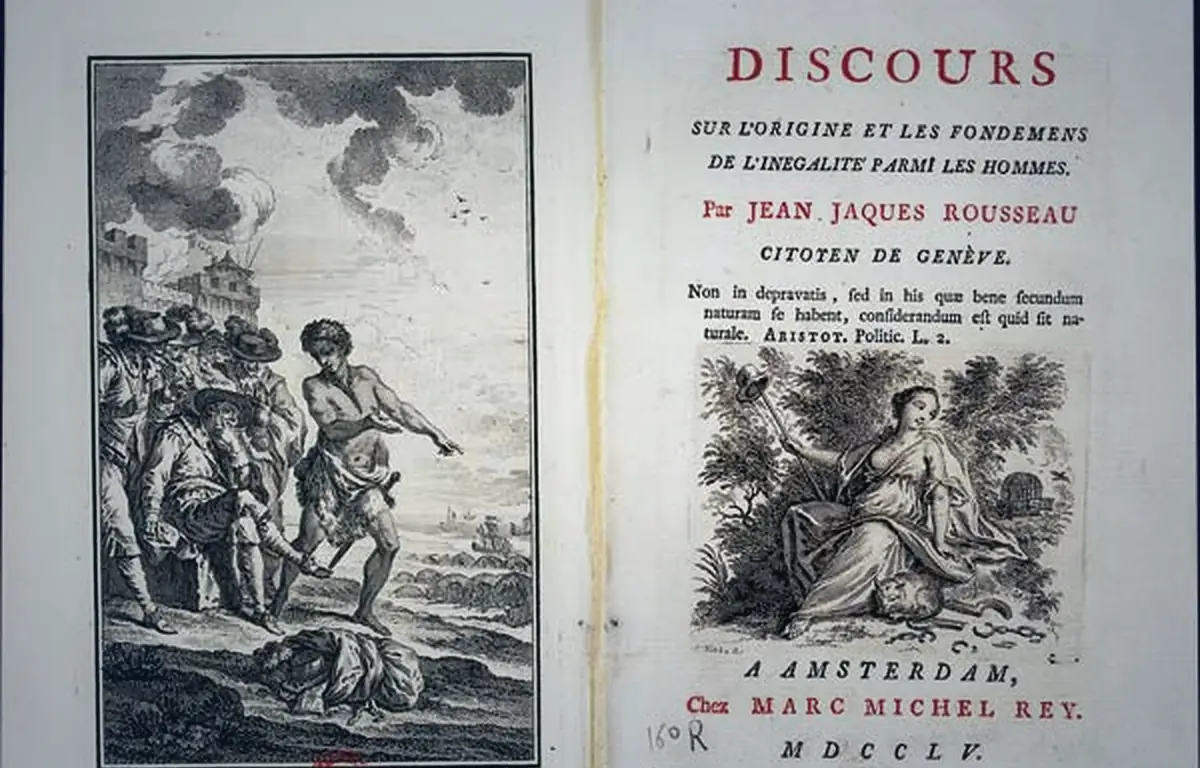 DISCOURS
SUR L'ORIGINE ET LES FONDEMENS
DE L'INEGALITÉ PARMI LES HOMMES.
Par JEAN JAQUES ROUSSEAU
CITOYEN DE GENÈVE.
Non in depravatis, ſed in his quæ bene ſecundum
naturam ſe habent, conſiderandum eſt quid ſit na-
turale. ARISTOT. Politic. L. 2.
A AMSTERDAM,
Chez MARC MICHEL REY.
160 R
MDCCLV.